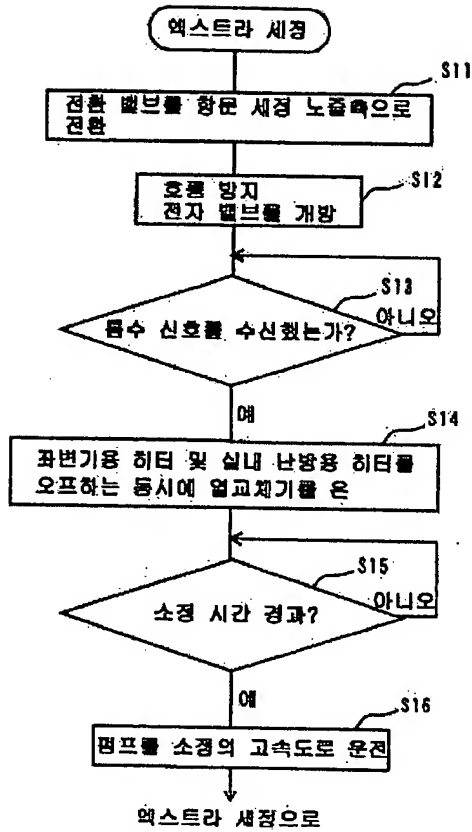 엑스트라 세정
S11
전환 밸브를 항문 세정 노즐측으로
전환
S12
호름 방지
전자 밸브를 개방
S13
통수 신호를 수신했는가?
아니오
예
S14
좌변기용 히터 및 실내 난방용 히터를
오프하는 동시에 열교체기를 온
S15
소정 시간 경과?
아니오
예
S16
펌프를 소정의 고속도로 운전
엑스트라 세정으로